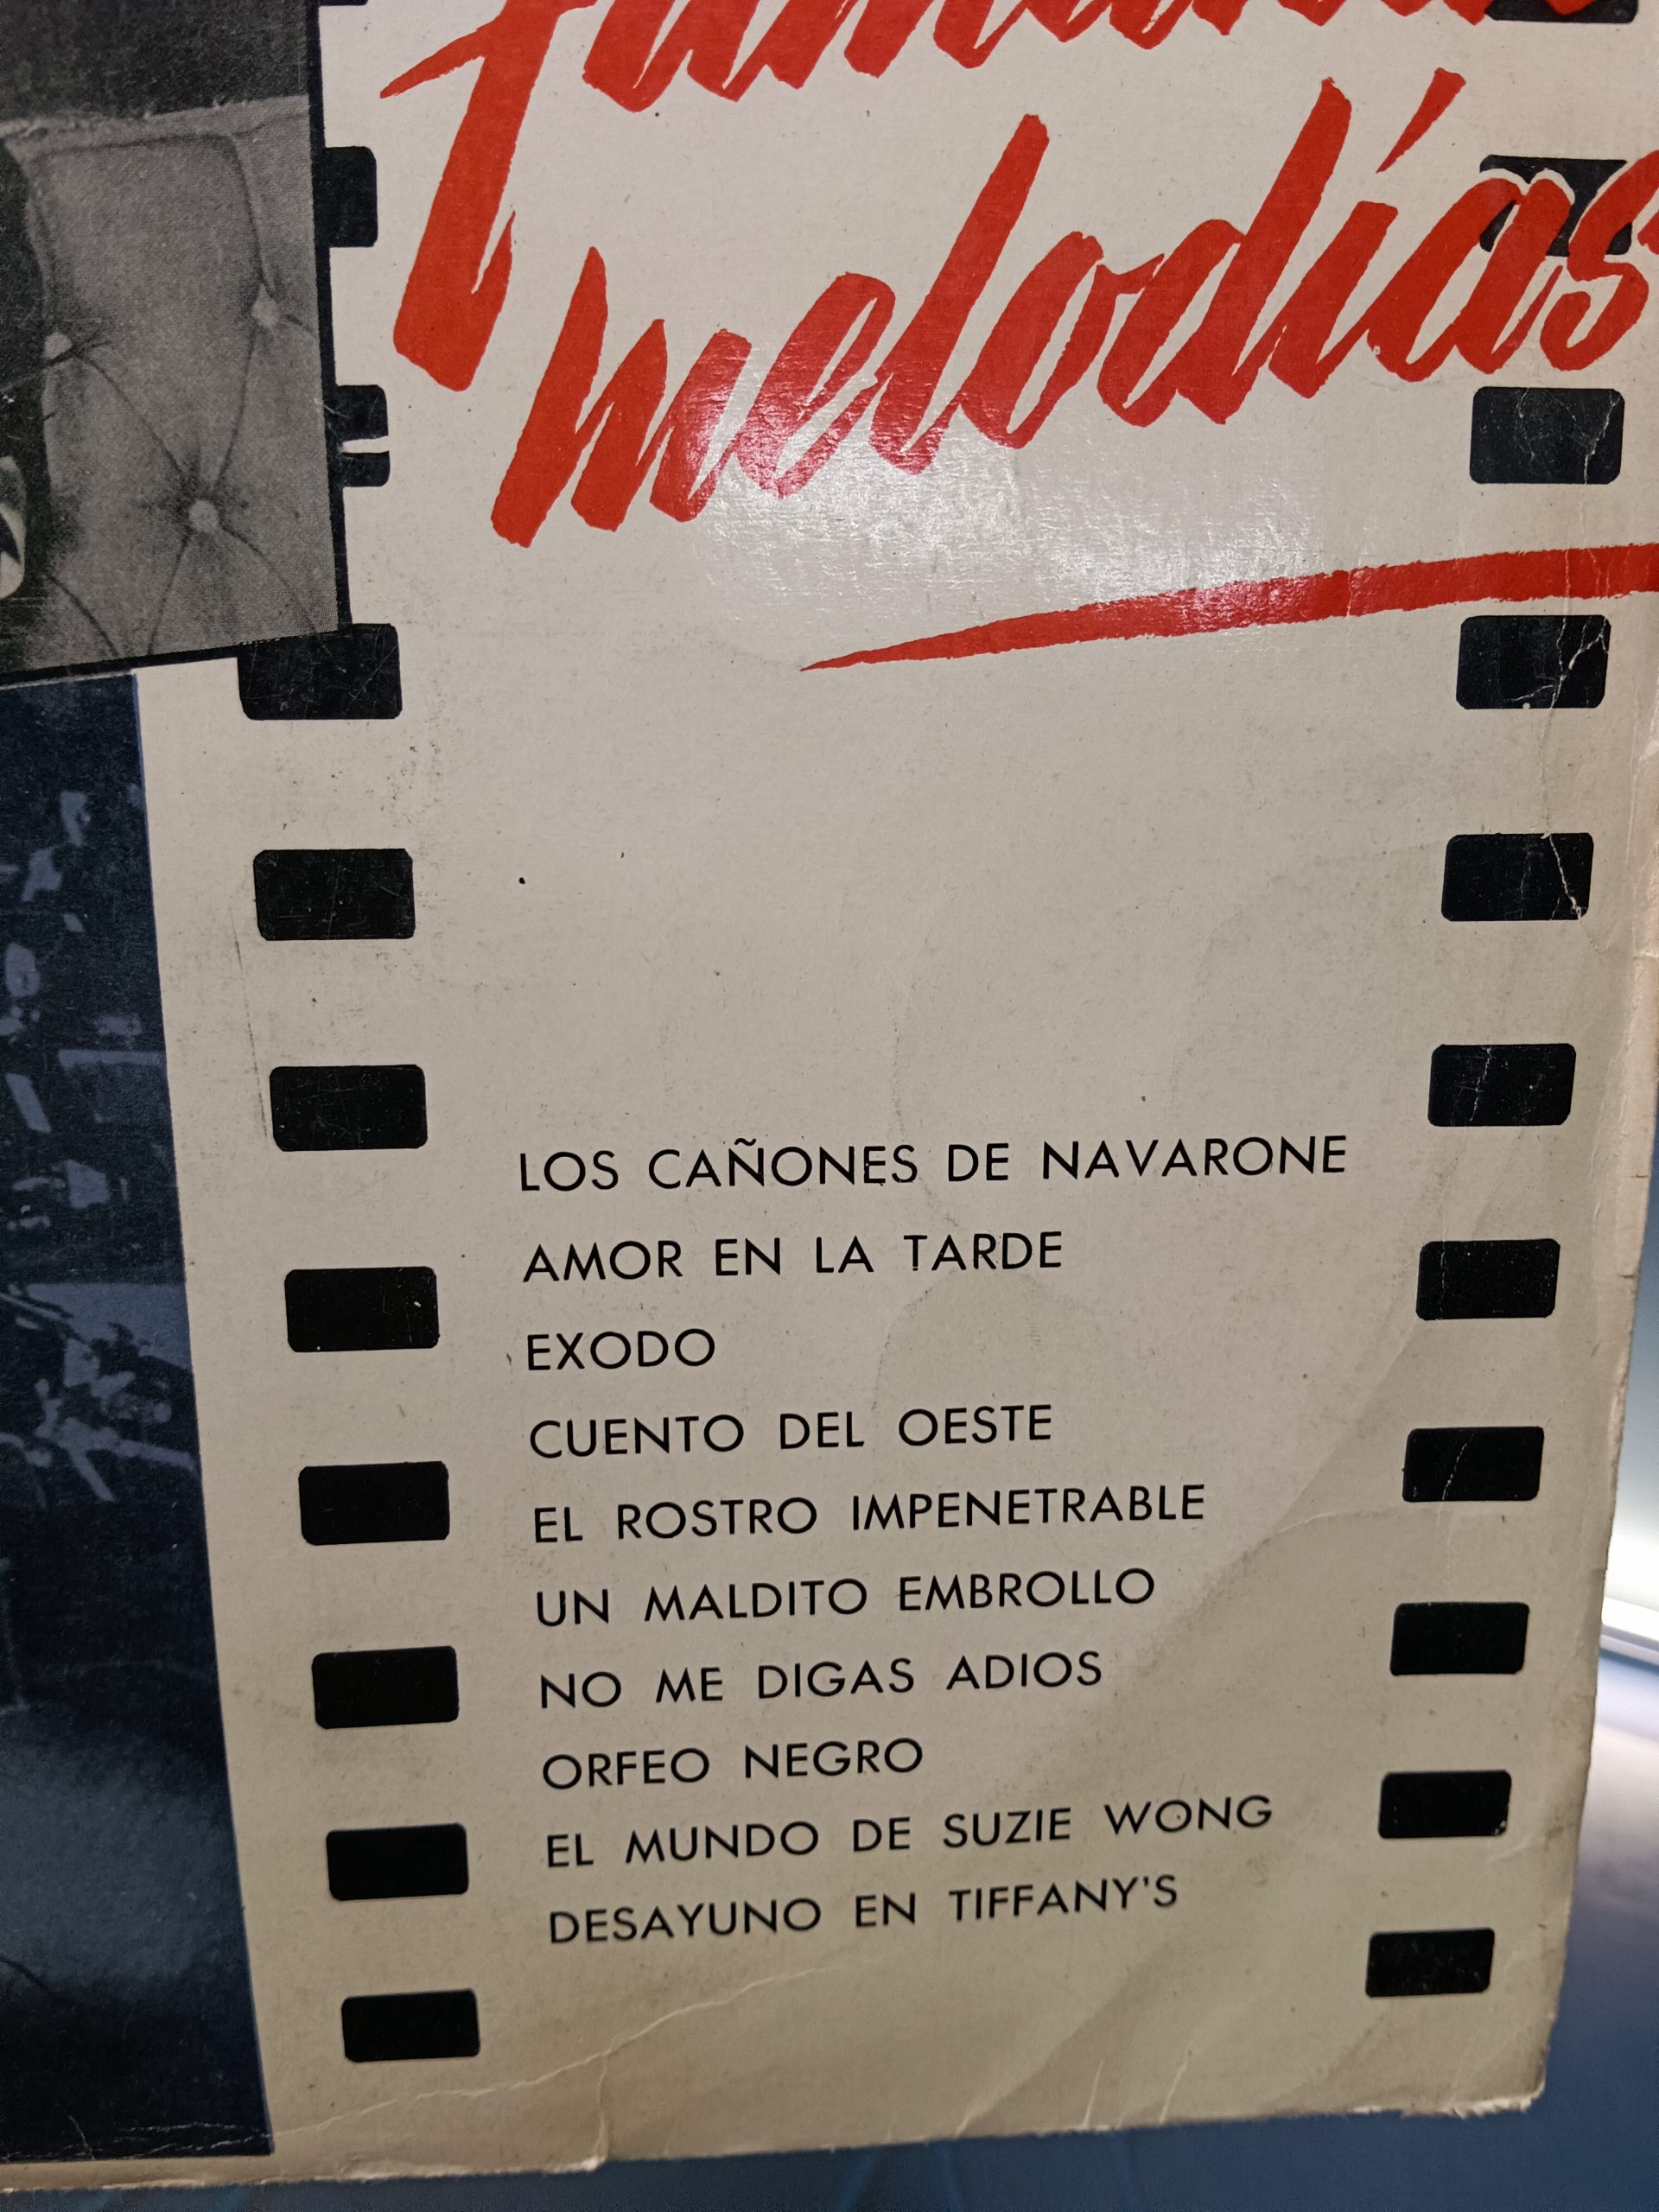 melodías
LOS CAÑONES DE NAVARONE
AMOR EN LA TARDE
EXODO
CUENTO DEL OESTE
EL ROSTRO IMPENETRABLE
UN MALDITO EMBROLLO
NO ME DIGAS ADIOS
ORFEO NEGRO
EL MUNDO DE SUZIE WONG
DESAYUNO EN TIFFANY'S